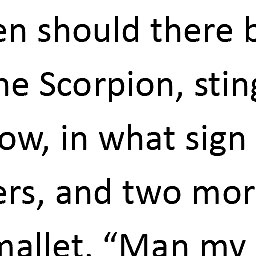 en should there b
he Scorpion, sting
ow, in what sign
ers, and two mor
mallet. “Man my